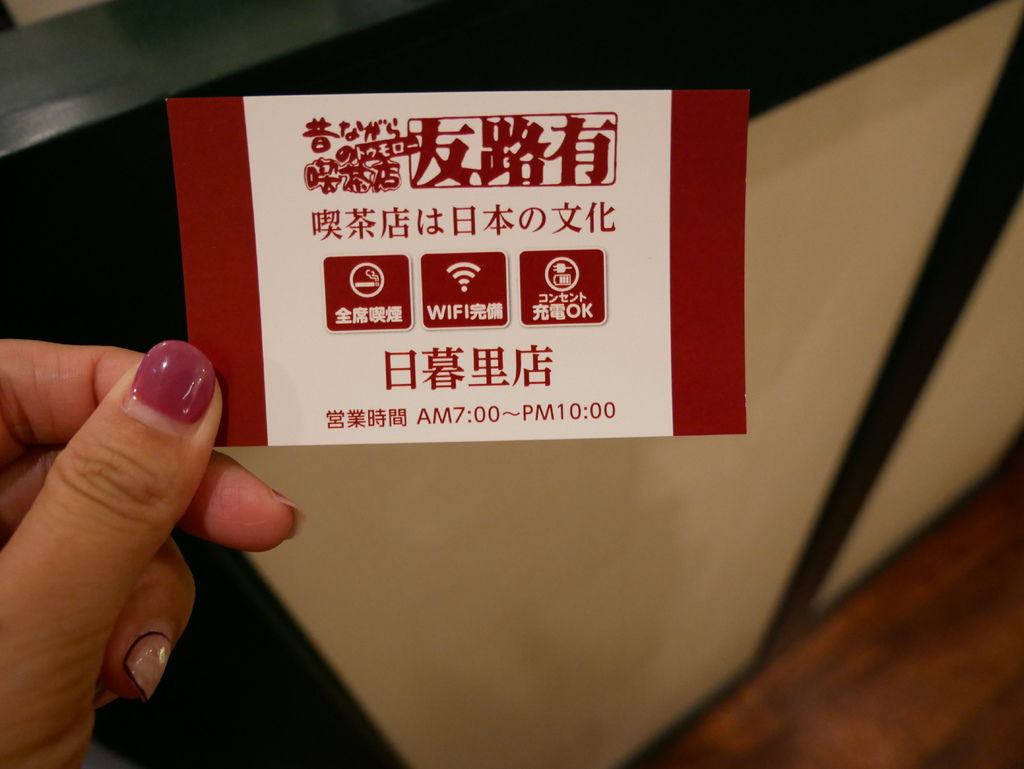 昔ながらの喫茶店
トゥモロー
友路有
喫茶店は日本の文化
全席喫煙
WIFI完備
コンセント
充電OK
日暮里店
営業時間 AM7:00～PM10:00